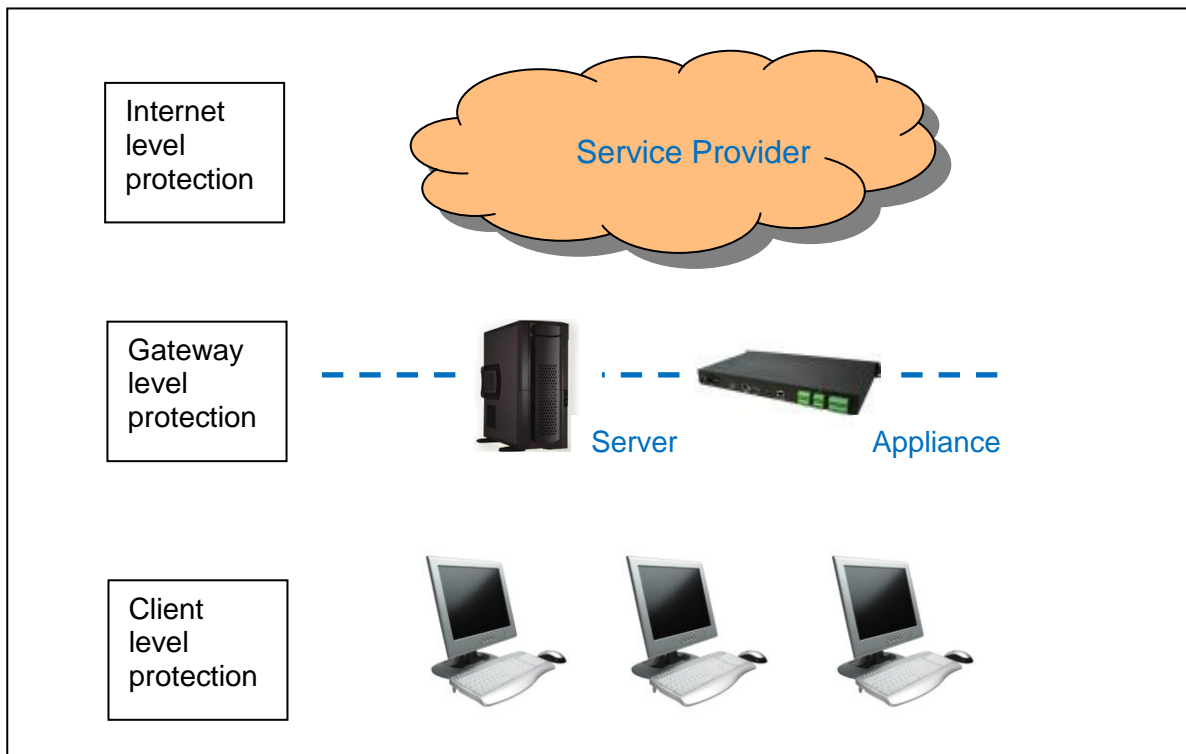 Internet
level
protection
Service Provider
Gateway
level
protection
Server
Appliance
Client
level
protection